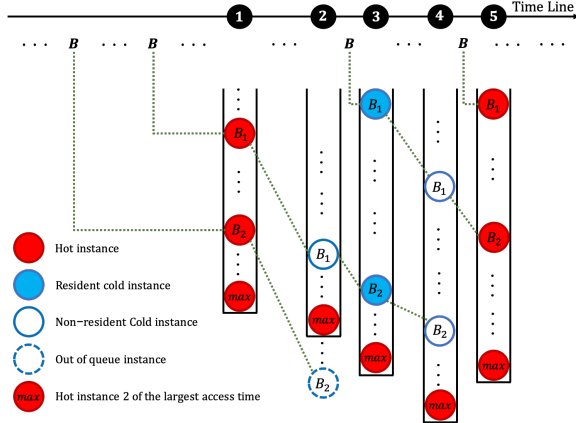 Time Line
1 2 3 4 5
··· B ··· B ··· ··· B ··· B ··· ···
B₁ B₁
B₁
B₁
B₂ B₂
B₁
B₂
max max B₂
max
B₂ max
max
Hot instance
Resident cold instance
Non-resident Cold instance
Out of queue instance
max Hot instance 2 of the largest access time